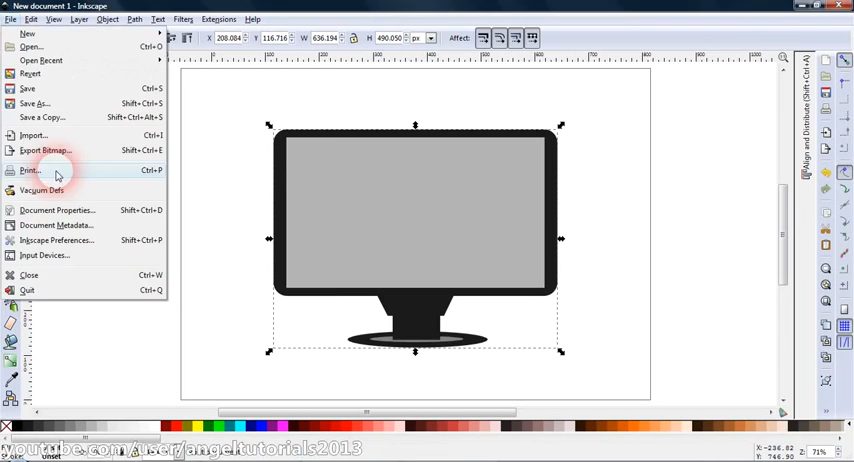 New document 1 - Inkscape
File Edit View Layer Object Path Text Filters Extensions Help
X 208.084 Y 116.716 W 636.194 H 490.050 px Affect:
New
Open... Ctrl+O
Open Recent
Revert
Save Ctrl+S
Save As... Shift+Ctrl+S
Save a Copy... Shift+Ctrl+Alt+S
Import... Ctrl+I
Export Bitmap... Shift+Ctrl+E
Print... Ctrl+P
Vacuum Defs
Document Properties... Shift+Ctrl+D
Document Metadata...
Inkscape Preferences... Shift+Ctrl+P
Input Devices...
Close Ctrl+W
Quit Ctrl+Q
Align and Distribute (Shift+Ctrl+A)
youtube.com/user/angeltutorials2013
Unset
X: -236.82
Y: 746.90
Z: 71%